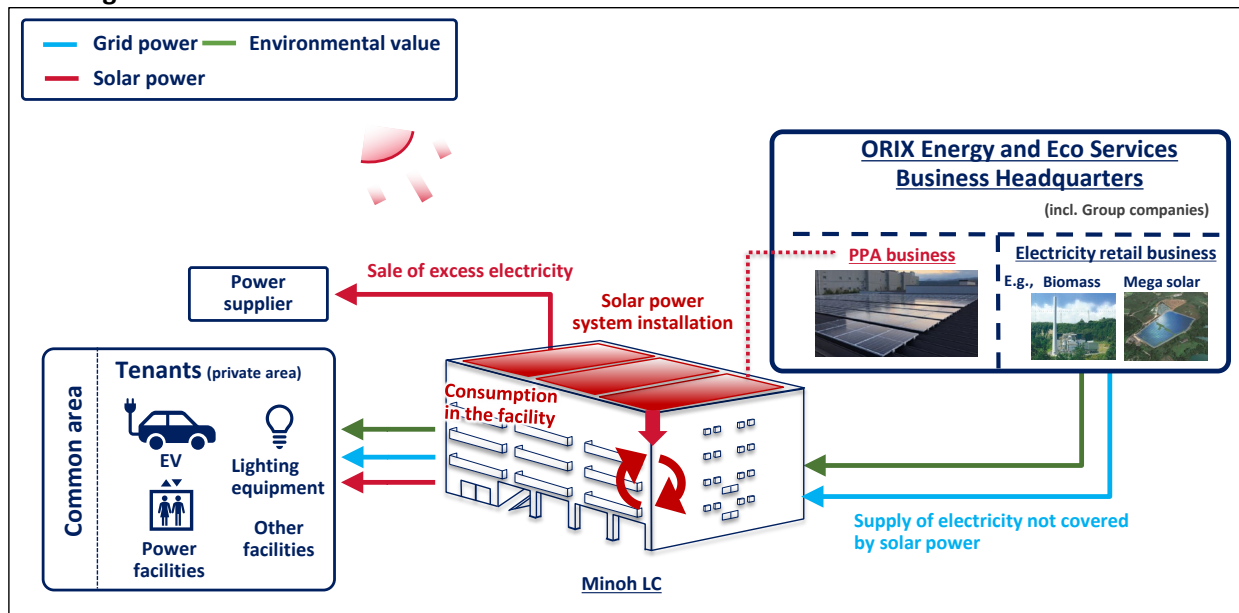 Grid power
Environmental value
Solar power
ORIX Energy and Eco Services
Business Headquarters
(incl. Group companies)
PPA business
Electricity retail business
E.g., Biomass
Mega solar
Sale of excess electricity
Power
supplier
Solar power
system installation
Common area
Tenants (private area)
EV
Lighting
equipment
Power
facilities
Other
facilities
Consumption
in the facility
Supply of electricity not covered
by solar power
Minoh LC